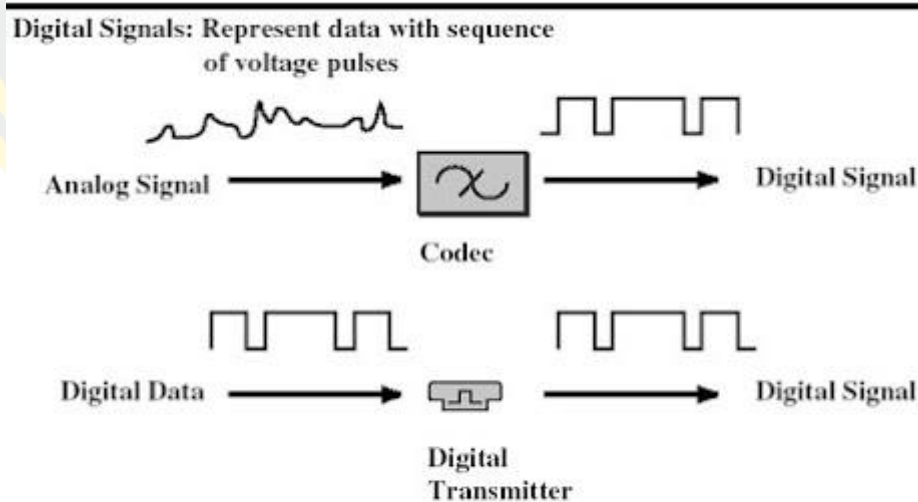 Digital Signals: Represent data with sequence
of voltage pulses
Analog Signal
Digital Signal
Codec
Digital Data
Digital Signal
Digital
Transmitter